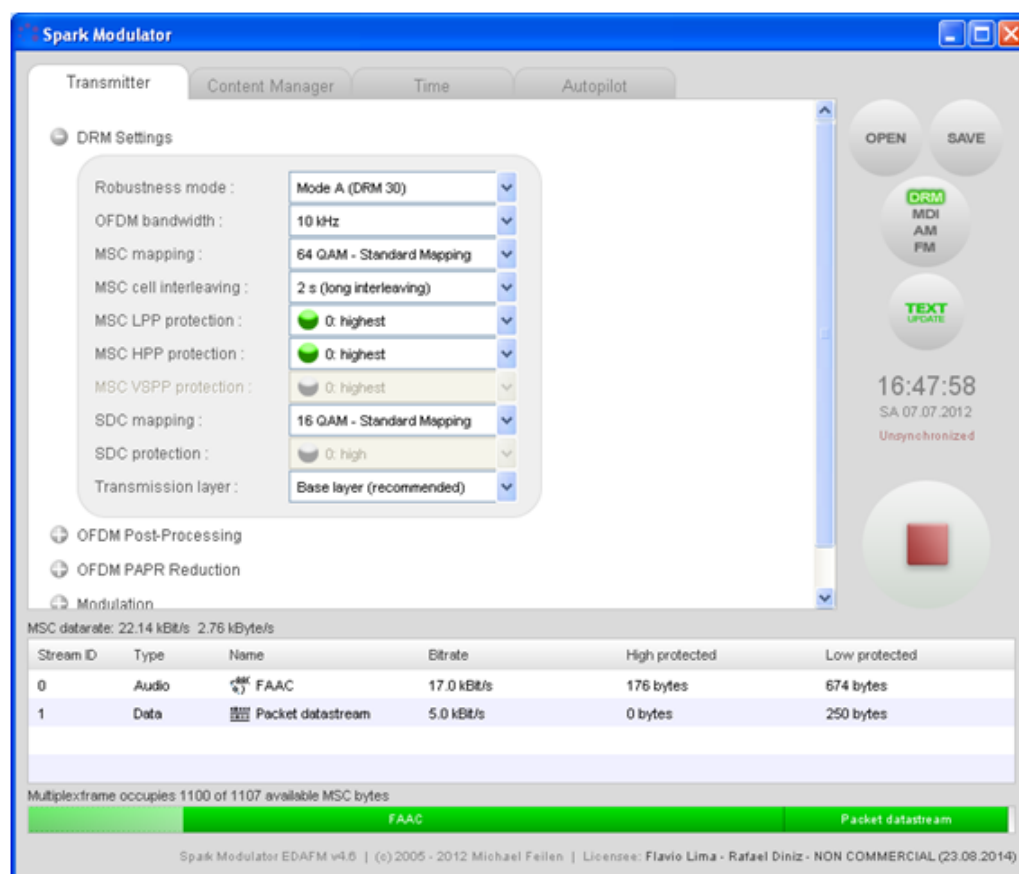 Spark Modulator
Transmitter Content Manager Time Autopilot
DRM Settings
Robustness mode : Mode A (DRM 30)
OFDM bandwidth : 10 kHz
MSC mapping : 64 QAM - Standard Mapping
MSC cell interleaving : 2 s (long interleaving)
MSC LPP protection : 0: highest
MSC HPP protection : 0: highest
MSC VSPP protection : 0: highest
SDC mapping : 16 QAM - Standard Mapping
SDC protection : 0: high
Transmission layer : Base layer (recommended)
OFDM Post-Processing
OFDM PAPR Reduction
Modulation
OPEN SAVE
DRM
MDI
AM
FM
TEXT
UPDATE
16:47:58
SA 07.07.2012
Unsynchronized
MSC datarate: 22.14 kBit/s 2.76 kByte/s
Stream ID Type Name Bitrate High protected Low protected
0 Audio FAAC 17.0 kBit/s 176 bytes 674 bytes
1 Data Packet datastream 5.0 kBit/s 0 bytes 250 bytes
Multiplexframe occupies 1100 of 1107 available MSC bytes
FAAC Packet datastream
Spark Modulator EDAFM v4.6 | (c) 2005 - 2012 Michael Feilen | Licensee: Flavio Lima - Rafael Diniz - NON COMMERCIAL (23.08.2014)